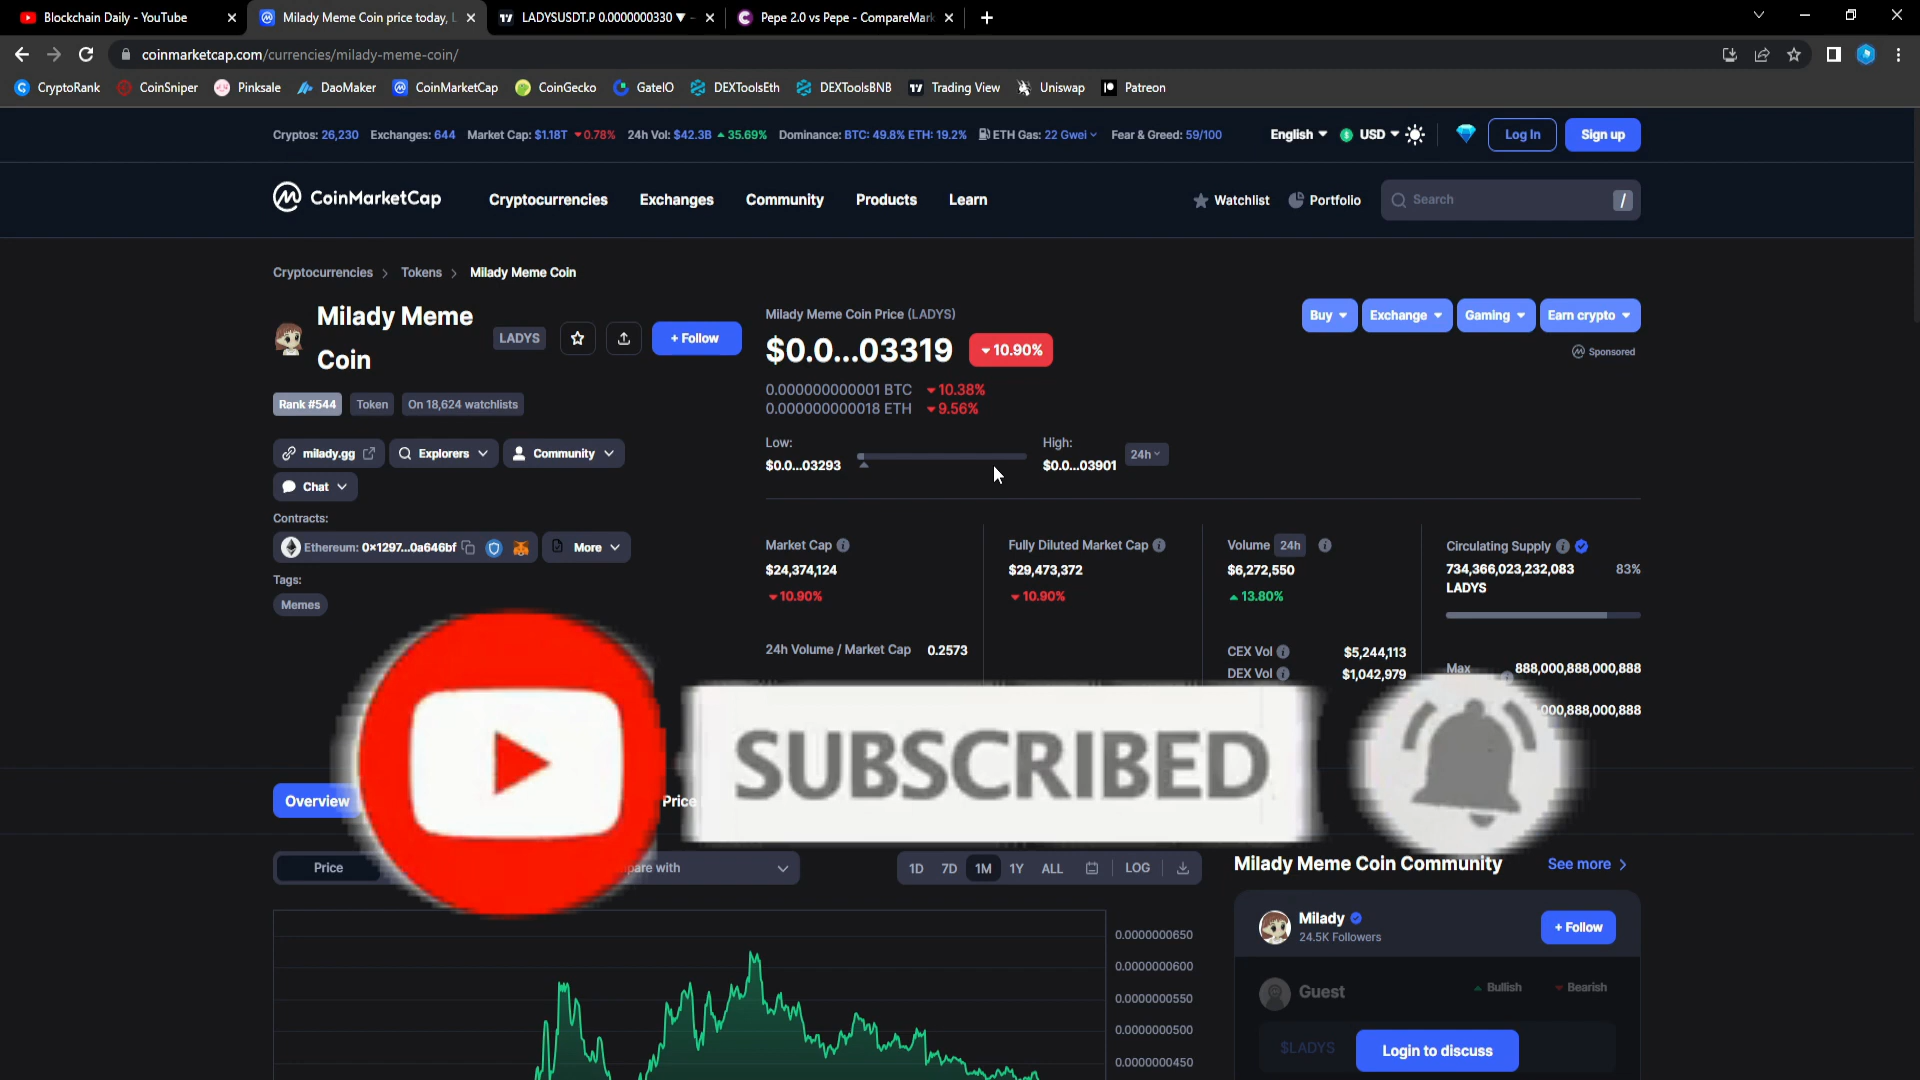 Blockchain Daily - YouTube
Milady Meme Coin price today, L
LADYSUSDT.P 0.0000000330 ▼ -
Pepe 2.0 vs Pepe - CompareMark
coinmarketcap.com/currencies/milady-meme-coin/
CryptoRank CoinSniper Pinksale DaoMaker CoinMarketCap CoinGecko GateIO DEXToolsEth DEXToolsBNB Trading View Uniswap Patreon
Cryptos: 26,230 Exchanges: 644 Market Cap: $1.18T ▼0.78% 24h Vol: $42.3B ▲35.69% Dominance: BTC: 49.8% ETH: 19.2% ETH Gas: 22 Gwei Fear & Greed: 59/100
English USD Log In Sign up
CoinMarketCap Cryptocurrencies Exchanges Community Products Learn Watchlist Portfolio Search /
Cryptocurrencies > Tokens > Milady Meme Coin
Milady Meme
Coin
LADYS
+ Follow
Rank #544 Token On 18,624 watchlists
milady.gg Explorers Community
Chat
Contracts:
Ethereum: 0x1297...0a646bf More
Tags:
Memes
Milady Meme Coin Price (LADYS)
$0.0...03319 ▼10.90%
0.000000000001 BTC ▼10.38%
0.000000000018 ETH ▼9.56%
Low:
$0.0...03293
High:
$0.0...03901
24h
Buy Exchange Gaming Earn crypto
Sponsored
Market Cap
$24,374,124
▼10.90%
24h Volume / Market Cap 0.2573
Fully Diluted Market Cap
$29,473,372
▼10.90%
Volume 24h
$6,272,550
▲13.80%
CEX Vol $5,244,113
DEX Vol $1,042,979
Circulating Supply
734,366,023,232,083 83%
LADYS
Max 888,000,888,000,888
000,888,000,888
SUBSCRIBED
Overview
Price
Price
pare with
1D 7D 1M 1Y ALL LOG
0.0000000650
0.0000000600
0.0000000550
0.0000000500
0.0000000450
Milady Meme Coin Community See more >
Milady
24.5K Followers
+ Follow
Guest
▲ Bullish ▼ Bearish
$LADYS
Login to discuss